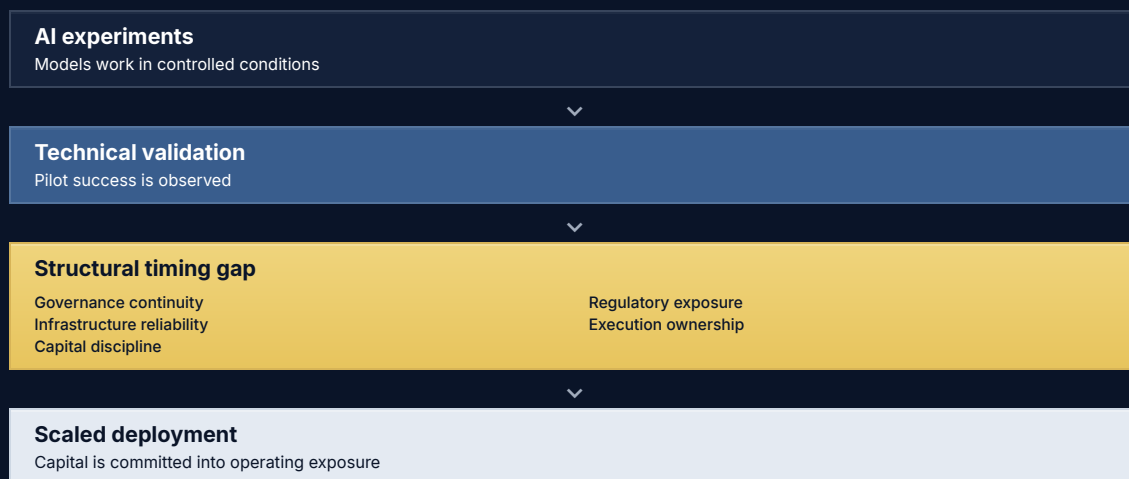 AI experiments
Models work in controlled conditions
Technical validation
Pilot success is observed
Structural timing gap
Governance continuity
Infrastructure reliability
Capital discipline
Regulatory exposure
Execution ownership
Scaled deployment
Capital is committed into operating exposure